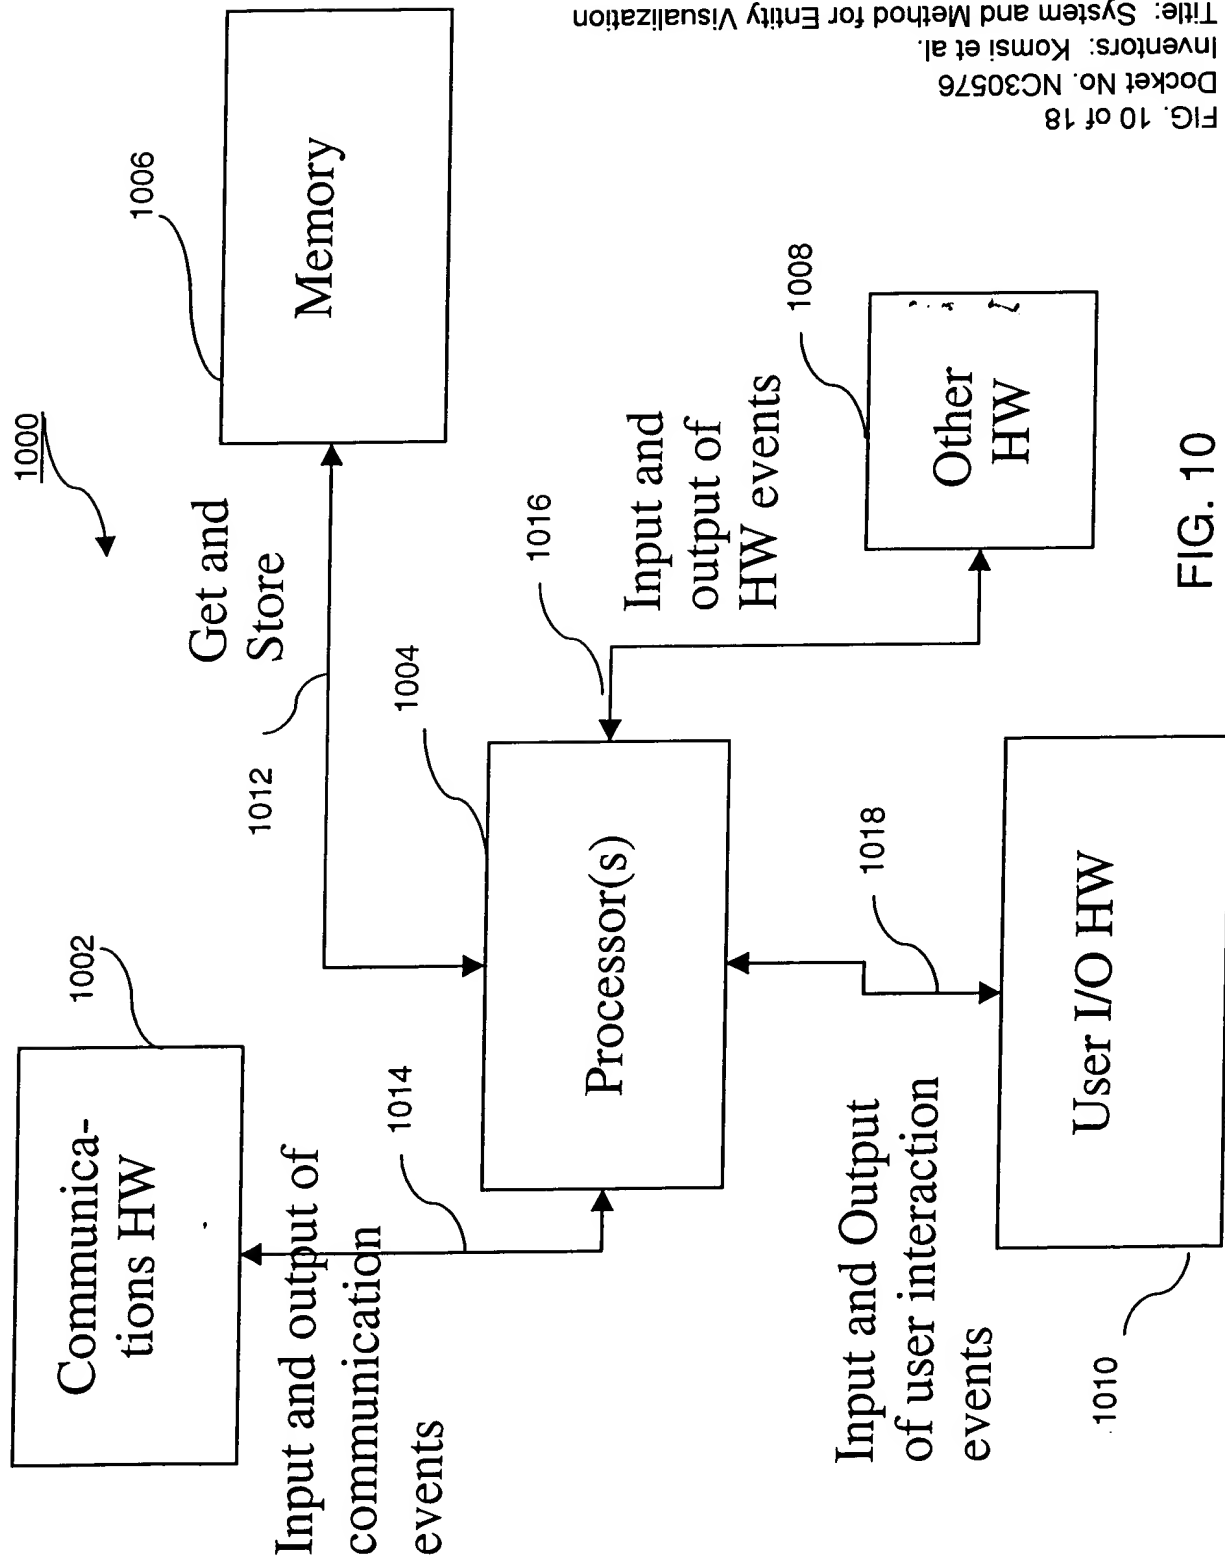 FIG. 10 of 18
Docket No. NC30576
Inventors: Komsi et al.
Title: System and Method for Entity Visualization
1000
1002
Communica-
tions HW
Input and output of
communication
events
1014
1012
Get and
Store
1006
Memory
1004
Processor(s)
1016
Input and
output of
HW events
1008
Other
HW
1018
Input and Output
of user interaction
events
1010
User I/O HW
FIG. 10